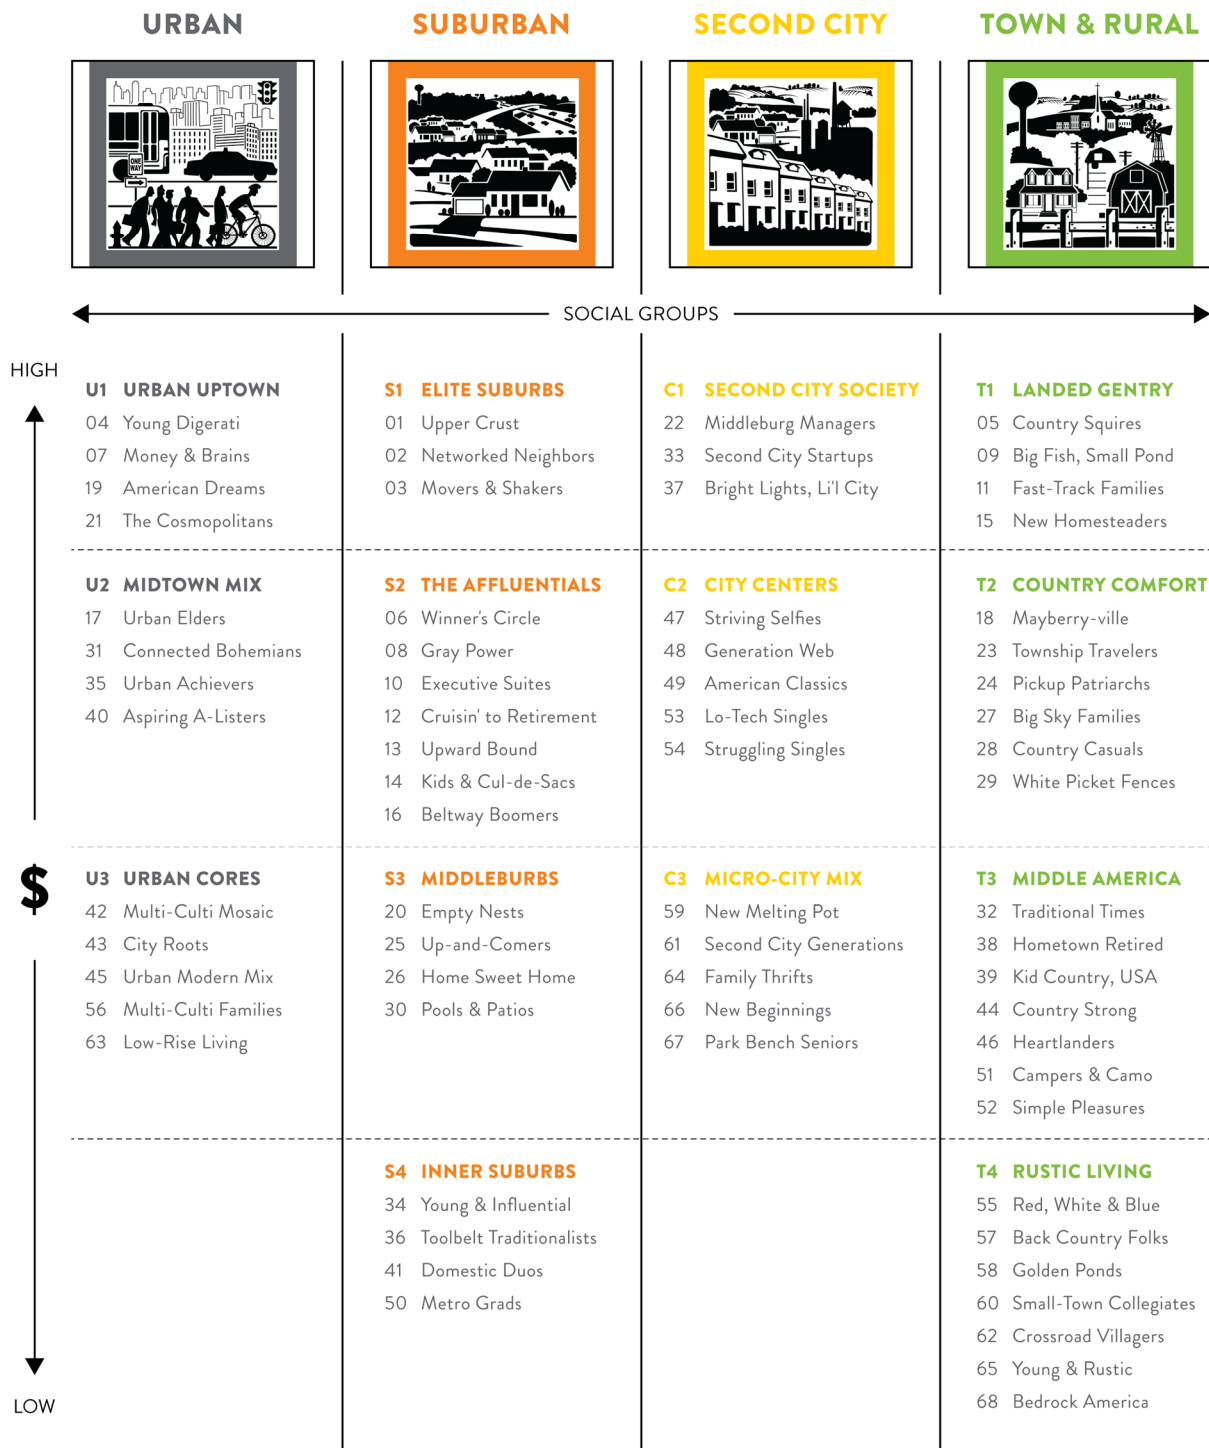 URBAN
SUBURBAN
SECOND CITY
TOWN & RURAL
ONE
WAY
SOCIAL GROUPS
HIGH
U1 URBAN UPTOWN
04 Young Digerati
07 Money & Brains
19 American Dreams
21 The Cosmopolitans
S1 ELITE SUBURBS
01 Upper Crust
02 Networked Neighbors
03 Movers & Shakers
C1 SECOND CITY SOCIETY
22 Middleburg Managers
33 Second City Startups
37 Bright Lights, Li'l City
T1 LANDED GENTRY
05 Country Squires
09 Big Fish, Small Pond
11 Fast-Track Families
15 New Homesteaders
U2 MIDTOWN MIX
17 Urban Elders
31 Connected Bohemians
35 Urban Achievers
40 Aspiring A-Listers
S2 THE AFFLUENTIALS
06 Winner's Circle
08 Gray Power
10 Executive Suites
12 Cruisin' to Retirement
13 Upward Bound
14 Kids & Cul-de-Sacs
16 Beltway Boomers
C2 CITY CENTERS
47 Striving Selfies
48 Generation Web
49 American Classics
53 Lo-Tech Singles
54 Struggling Singles
T2 COUNTRY COMFORT
18 Mayberry-ville
23 Township Travelers
24 Pickup Patriarchs
27 Big Sky Families
28 Country Casuals
29 White Picket Fences
$
U3 URBAN CORES
42 Multi-Culti Mosaic
43 City Roots
45 Urban Modern Mix
56 Multi-Culti Families
63 Low-Rise Living
S3 MIDDLEBURBS
20 Empty Nests
25 Up-and-Comers
26 Home Sweet Home
30 Pools & Patios
C3 MICRO-CITY MIX
59 New Melting Pot
61 Second City Generations
64 Family Thrifts
66 New Beginnings
67 Park Bench Seniors
T3 MIDDLE AMERICA
32 Traditional Times
38 Hometown Retired
39 Kid Country, USA
44 Country Strong
46 Heartlanders
51 Campers & Camo
52 Simple Pleasures
S4 INNER SUBURBS
34 Young & Influential
36 Toolbelt Traditionalists
41 Domestic Duos
50 Metro Grads
T4 RUSTIC LIVING
55 Red, White & Blue
57 Back Country Folks
58 Golden Ponds
60 Small-Town Collegiates
62 Crossroad Villagers
65 Young & Rustic
68 Bedrock America
LOW